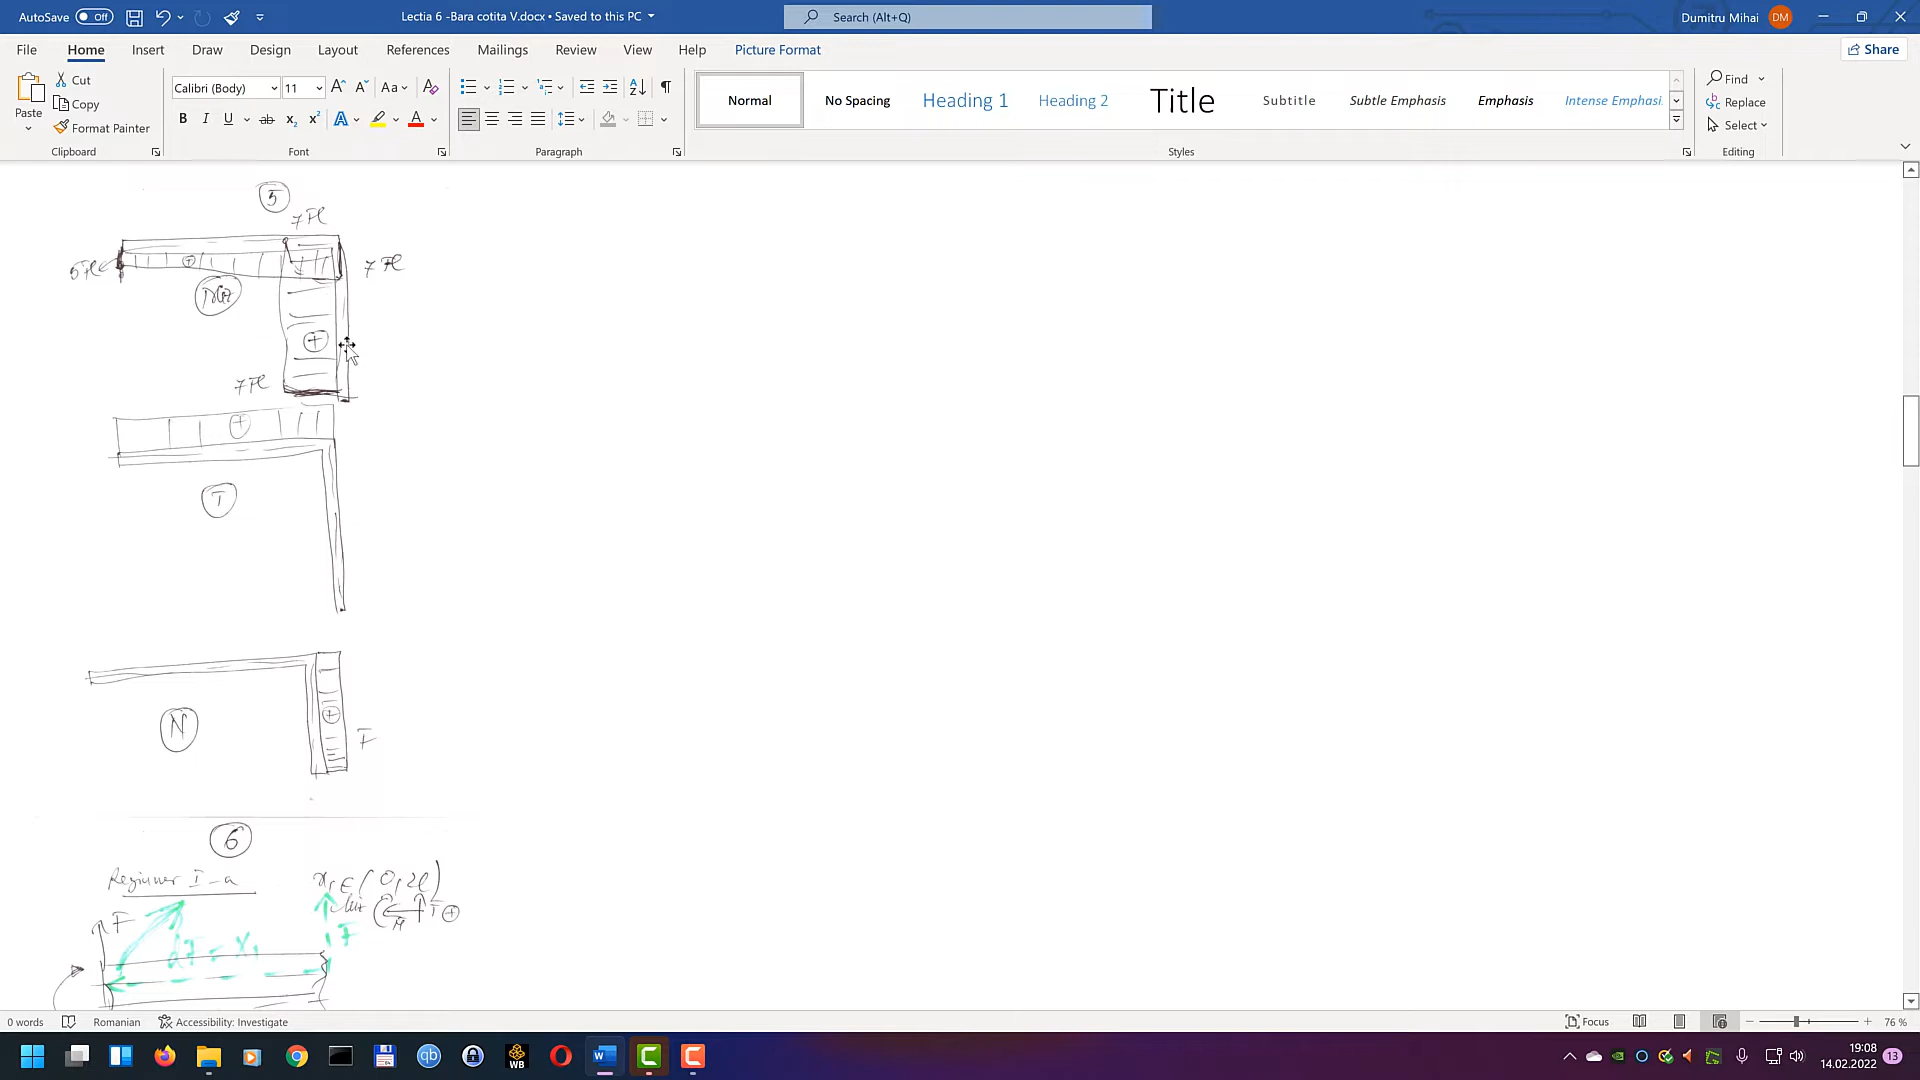 AutoSave Off
Lectia 6 -Bara cotita V.docx • Saved to this PC
Search (Alt+Q)
Dumitru Mihai DM
File Home Insert Draw Design Layout References Mailings Review View Help Picture Format
Share
Paste
Cut
Copy
Format Painter
Clipboard
Calibri (Body) 11
Font
Paragraph
Normal No Spacing Heading 1 Heading 2 Title Subtitle Subtle Emphasis Emphasis Intense Emphasi.
Styles
Find
Replace
Select
Editing
5
7Fl
5Fl
7Fl
+
7Fl
+
T
N
+
F
6
F
F
0 words Romanian Accessibility: Investigate
Focus 76 %
WB
19:08
14.02.2022
13